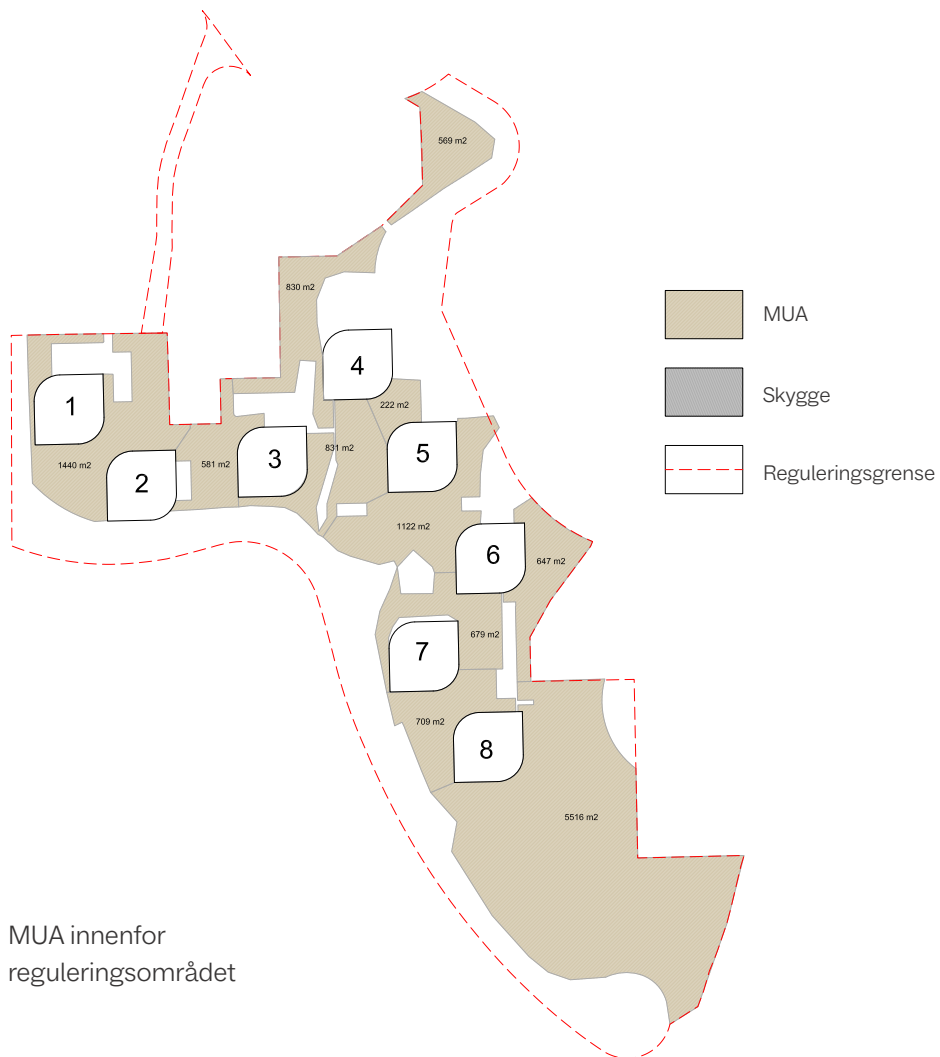 569 m2
830 m2
MUA
Skygge
Reguleringsgrense
4
1
222 m2
2
581 m2
3
831 m2
5
1440 m2
1122 m2
6
647 m2
679 m2
7
709 m2
8
5516 m2
MUA innenfor
reguleringsområdet